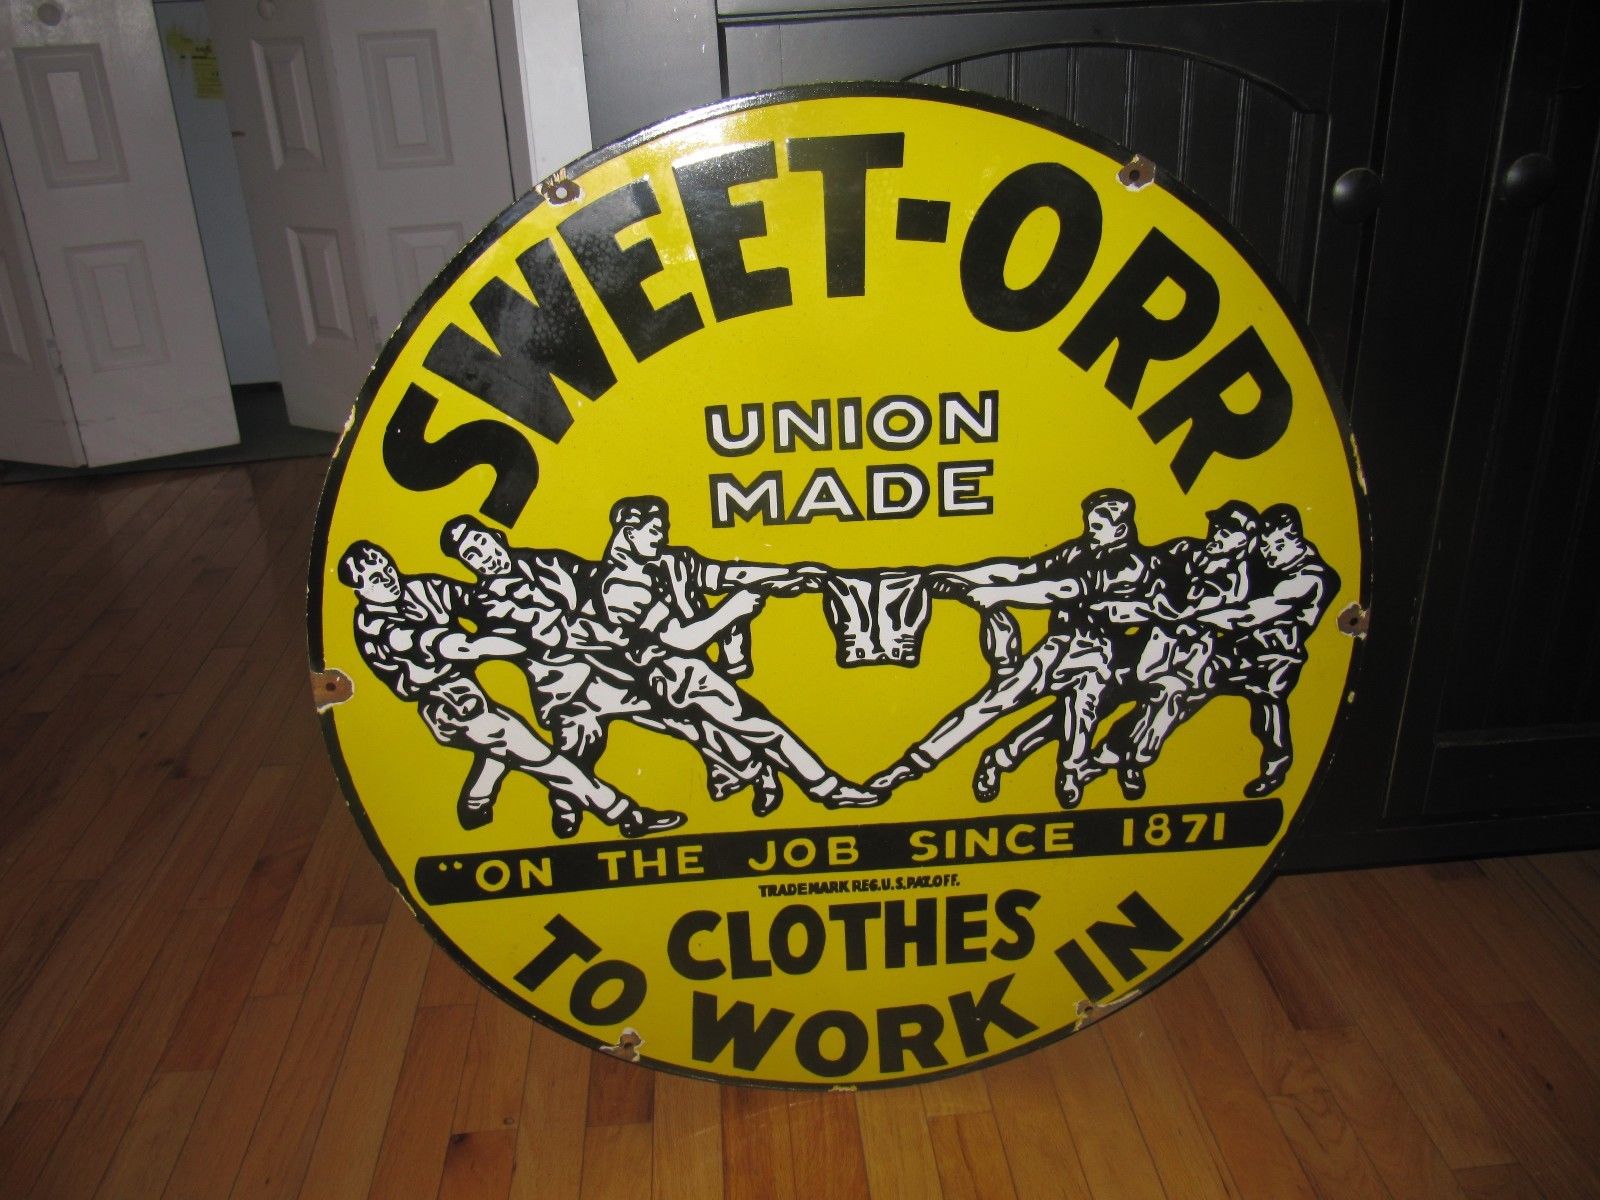 SWEET-ORR
UNION
MADE
"ON THE JOB SINCE 1871
TRADEMARK REG.U.S.PAT.OFF.
CLOTHES
TO WORK IN